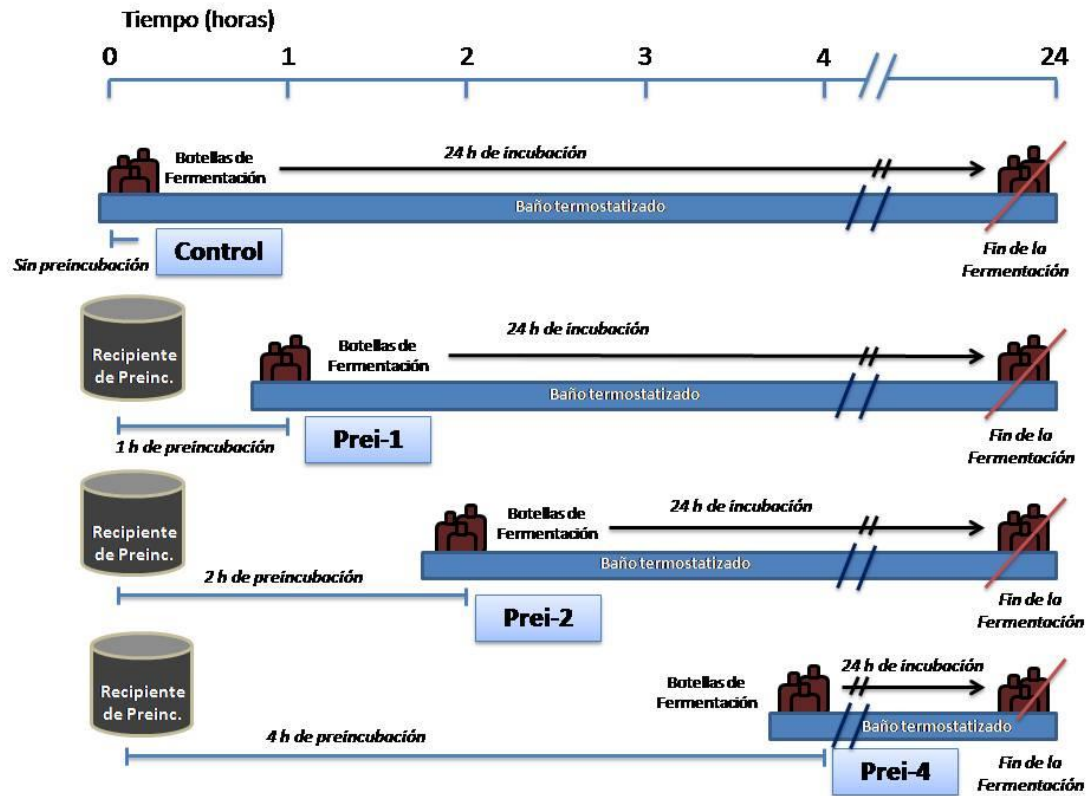 Tiempo (horas)
0 1 2 3 4 24
Botellas de
Fermentación
24 h de incubación
Baño termostatizado
Sin preincubación
Control
Fin de la
Fermentación
Recipiente
de Preinc.
Botellas de
Fermentación
24 h de incubación
Baño termostatizado
1 h de preincubación
Prei-1
Fin de la
Fermentación
Recipiente
de Preinc.
Botellas de
Fermentación
24 h de incubación
Baño termostatizado
2 h de preincubación
Prei-2
Fin de la
Fermentación
Recipiente
de Preinc.
Botellas de
Fermentación
24 h de incubación
Baño termostatizado
4 h de preincubación
Prei-4
Fin de la
Fermentación